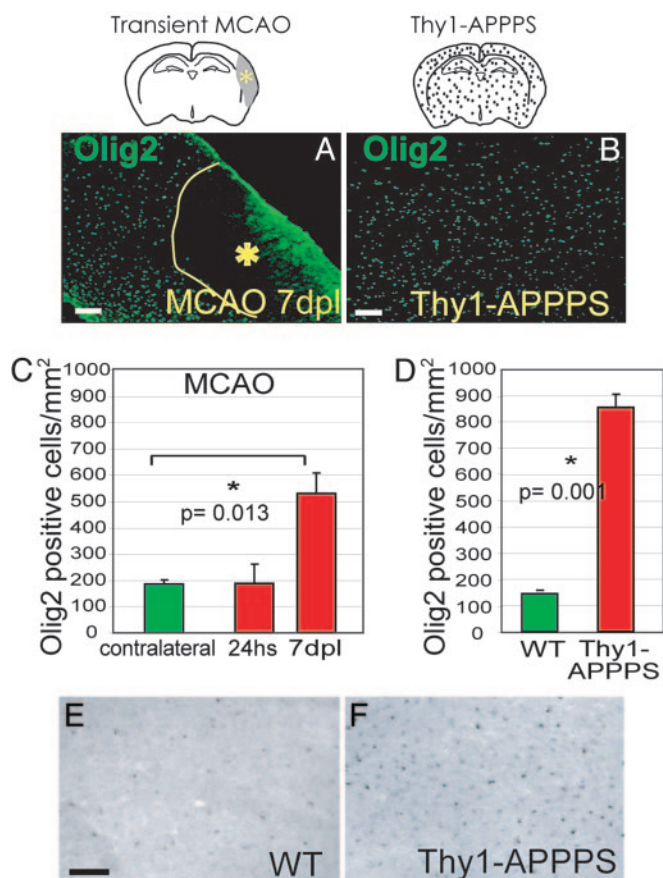 Transient MCAO
Thy1-APPPS
*
Olig2
A
*
MCAO 7dpl
Olig2
B
Thy1-APPPS
C
MCAO
Olig2 positive cells/mm²
1000
900
800
700
600
500
400
300
200
100
0
*
p= 0.013
contralateral
24hs
7dpl
D
Olig2 positive cells/mm²
1000
900
800
700
600
500
400
300
200
100
0
*
p= 0.001
WT
Thy1-
APPPS
E
WT
F
Thy1-APPPS